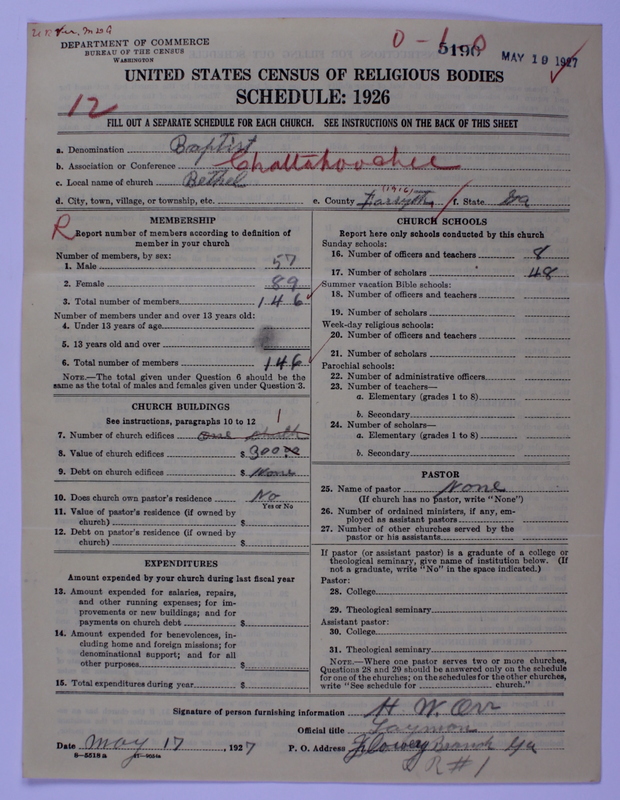 DEPARTMENT OF COMMERCE
BUREAU OF THE CENSUS
WASHINGTON
5196
MAY 19 1927
UNITED STATES CENSUS OF RELIGIOUS BODIES
SCHEDULE: 1926
12
FILL OUT A SEPARATE SCHEDULE FOR EACH CHURCH. SEE INSTRUCTIONS ON THE BACK OF THIS SHEET
a. Denomination Baptist
b. Association or Conference Chattahoochee
c. Local name of church Bethel
(1916)
d. City, town, village, or township, etc. e. County Forsyth f. State Ga
R
MEMBERSHIP
Report number of members according to definition of
member in your church
Number of members, by sex:
1. Male 57
2. Female 89
3. Total number of members 146
Number of members under and over 13 years old:
4. Under 13 years of age
5. 13 years old and over
6. Total number of members 146
NOTE.—The total given under Question 6 should be the
same as the total of males and females given under Question 3.
CHURCH BUILDINGS
See instructions, paragraphs 10 to 12
1
7. Number of church edifices one
8. Value of church edifices $ 300
9. Debt on church edifices $ None
10. Does church own pastor's residence No
Yes or No
11. Value of pastor's residence (if owned by
church) $
12. Debt on pastor's residence (if owned by
church) $
EXPENDITURES
Amount expended by your church during last fiscal year
13. Amount expended for salaries, repairs,
and other running expenses; for im-
provements or new buildings; and for
payments on church debt $
14. Amount expended for benevolences, in-
cluding home and foreign missions; for
denominational support; and for all
other purposes $
15. Total expenditures during year $
CHURCH SCHOOLS
Report here only schools conducted by this church
Sunday schools:
16. Number of officers and teachers 8
17. Number of scholars 48
Summer vacation Bible schools:
18. Number of officers and teachers
19. Number of scholars
Week-day religious schools:
20. Number of officers and teachers
21. Number of scholars
Parochial schools:
22. Number of administrative officers
23. Number of teachers—
a. Elementary (grades 1 to 8)
b. Secondary
24. Number of scholars—
a. Elementary (grades 1 to 8)
b. Secondary
PASTOR
25. Name of pastor None
(If church has no pastor, write "None")
26. Number of ordained ministers, if any, em-
ployed as assistant pastors
27. Number of other churches served by the
pastor or his assistants
If pastor (or assistant pastor) is a graduate of a college or
theological seminary, give name of institution below. (If
not a graduate, write "No" in the space indicated.)
Pastor:
28. College
29. Theological seminary
Assistant pastor:
30. College
31. Theological seminary
NOTE.—Where one pastor serves two or more churches,
Questions 28 and 29 should be answered only on the schedule
for one of the churches; on the schedules for the other churches,
write "See schedule for church."
Signature of person furnishing information H. W. Orr
Official title Laymon
Date May 17, 1927 P. O. Address Flowery Branch Ga
R#1
8-5518a